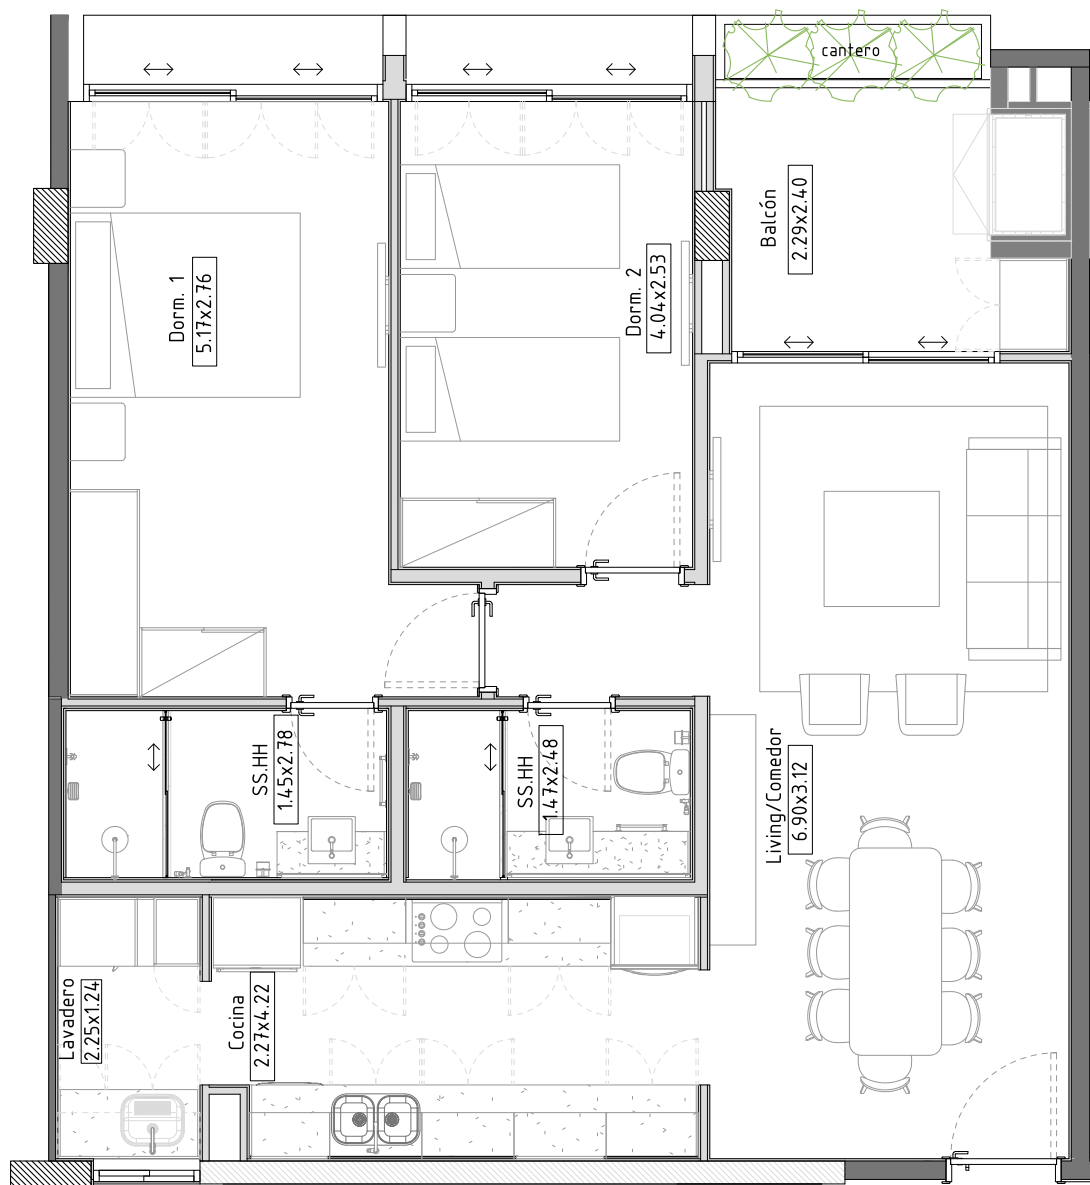 cantero
Balcón
2.29x2.40
Dorm. 1
5.17x2.76
Dorm. 2
4.04x2.53
SS.HH
1.45x2.78
SS.HH
1.47x2.48
Living/Comedor
6.90x3.12
Lavadero
2.25x1.24
Cocina
2.27x4.22